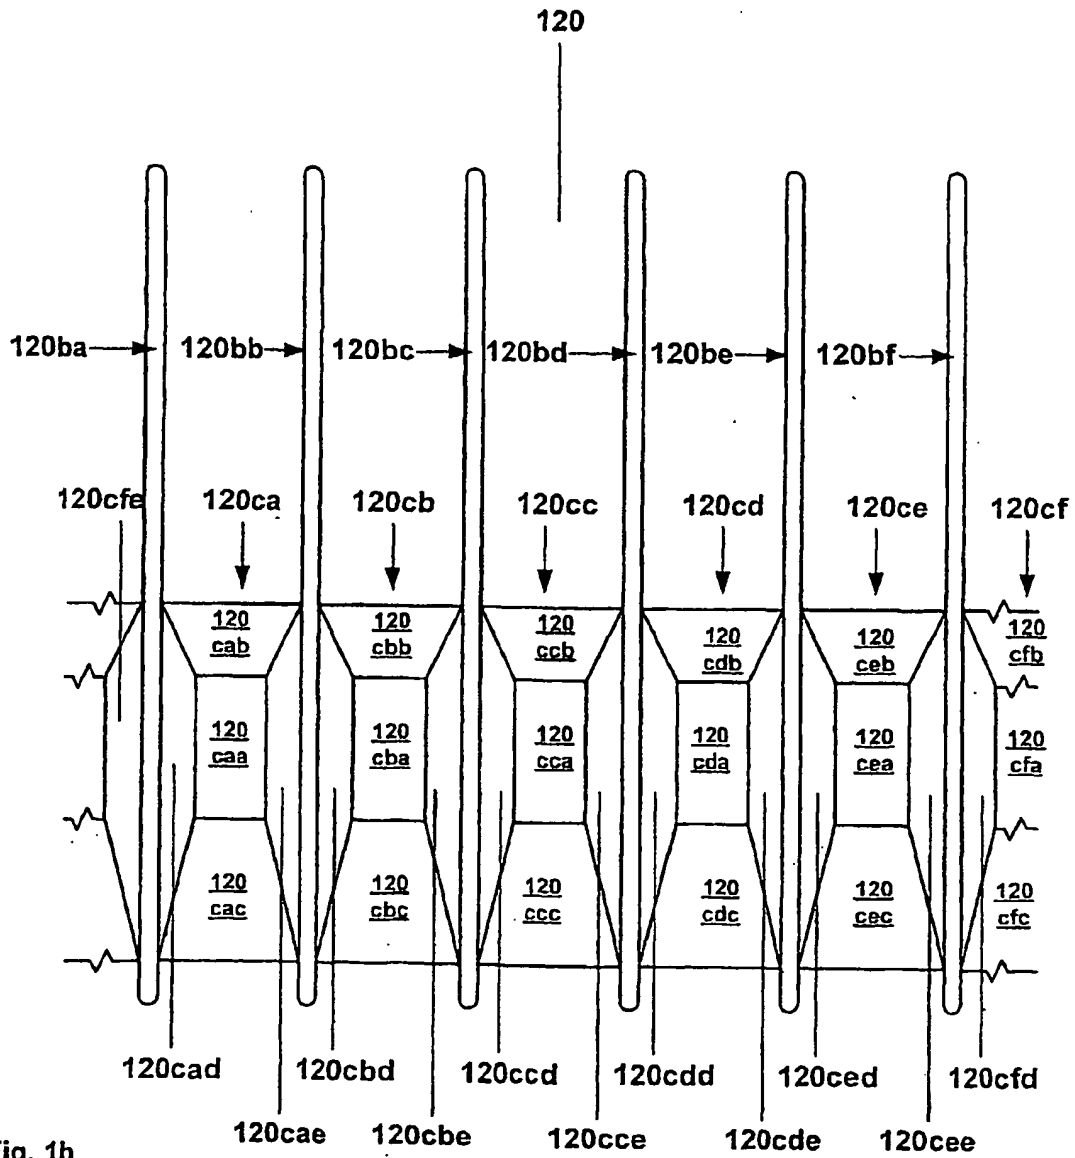 120
120ba 120bb 120bc 120bd 120be 120bf
120cfe 120ca 120cb 120cc 120cd 120ce 120cf
120 120 120 120 120 120
cab cbb ccb cdb ceb cfb
120 120 120 120 120 120
caa cba cca cda cea cfa
120 120 120 120 120 120
cac cbc ccc cdc cec cfc
120cad 120cbd 120ccd 120cdd 120ced 120cfd
120cae 120cbe 120cce 120cde 120cee
Fig. 1b